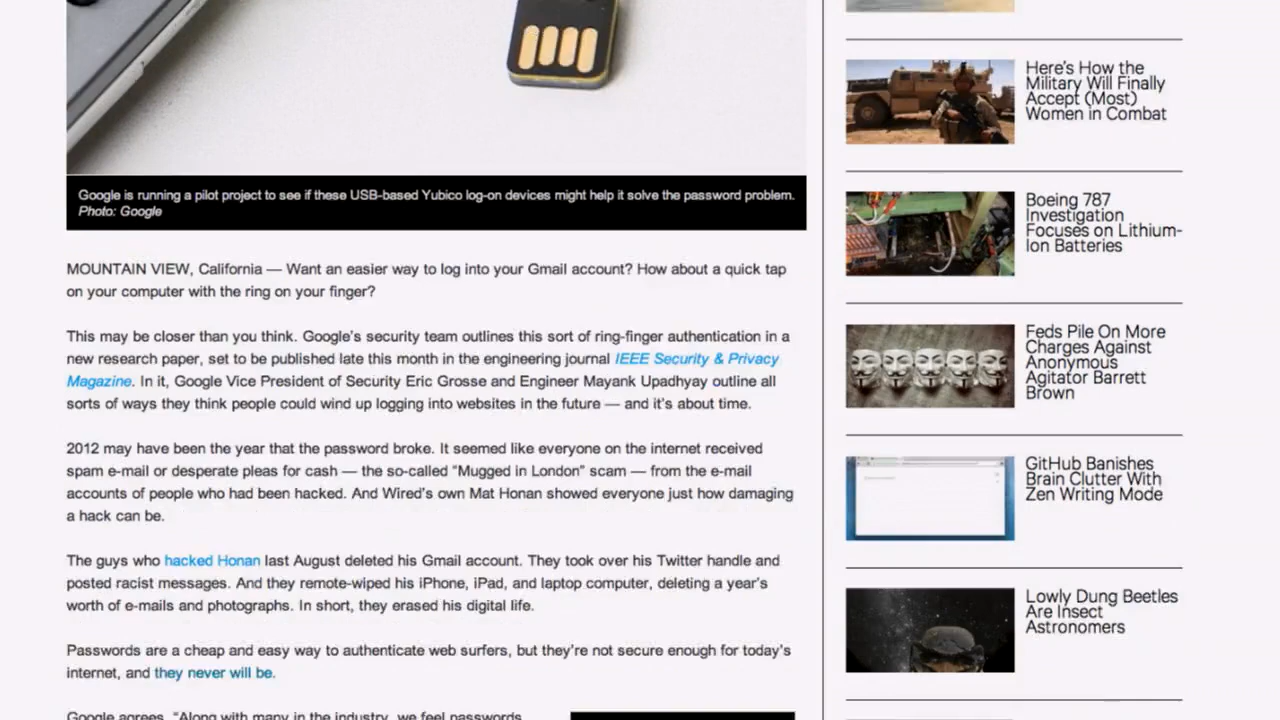 Google is running a pilot project to see if these USB-based Yubico log-on devices might help it solve the password problem.
Photo: Google
MOUNTAIN VIEW, California — Want an easier way to log into your Gmail account? How about a quick tap
on your computer with the ring on your finger?
This may be closer than you think. Google’s security team outlines this sort of ring-finger authentication in a
new research paper, set to be published late this month in the engineering journal IEEE Security & Privacy
Magazine. In it, Google Vice President of Security Eric Grosse and Engineer Mayank Upadhyay outline all
sorts of ways they think people could wind up logging into websites in the future — and it’s about time.
2012 may have been the year that the password broke. It seemed like everyone on the internet received
spam e-mail or desperate pleas for cash — the so-called “Mugged in London” scam — from the e-mail
accounts of people who had been hacked. And Wired’s own Mat Honan showed everyone just how damaging
a hack can be.
The guys who hacked Honan last August deleted his Gmail account. They took over his Twitter handle and
posted racist messages. And they remote-wiped his iPhone, iPad, and laptop computer, deleting a year’s
worth of e-mails and photographs. In short, they erased his digital life.
Passwords are a cheap and easy way to authenticate web surfers, but they’re not secure enough for today’s
internet, and they never will be.
Google agrees. “Along with many in the industry, we feel passwords
Here’s How the
Military Will Finally
Accept (Most)
Women in Combat
Boeing 787
Investigation
Focuses on Lithium-
Ion Batteries
Feds Pile On More
Charges Against
Anonymous
Agitator Barrett
Brown
GitHub Banishes
Brain Clutter With
Zen Writing Mode
Lowly Dung Beetles
Are Insect
Astronomers